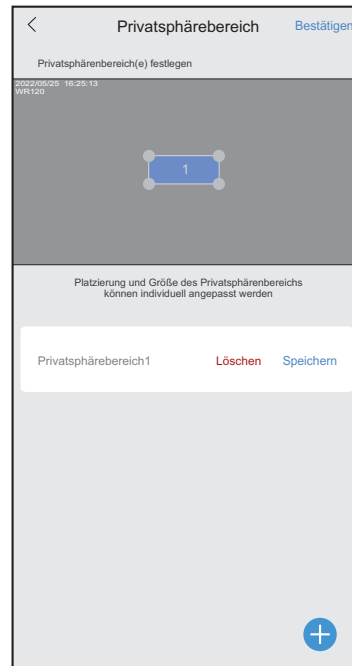 Privatsphärebereich Bestätigen
Privatsphärenbereich(e) festlegen
2022/05/25 16:25:13
WR120
1
Platzierung und Größe des Privatsphärenbereichs
können individuell angepasst werden
Privatsphärebereich1 Löschen Speichern